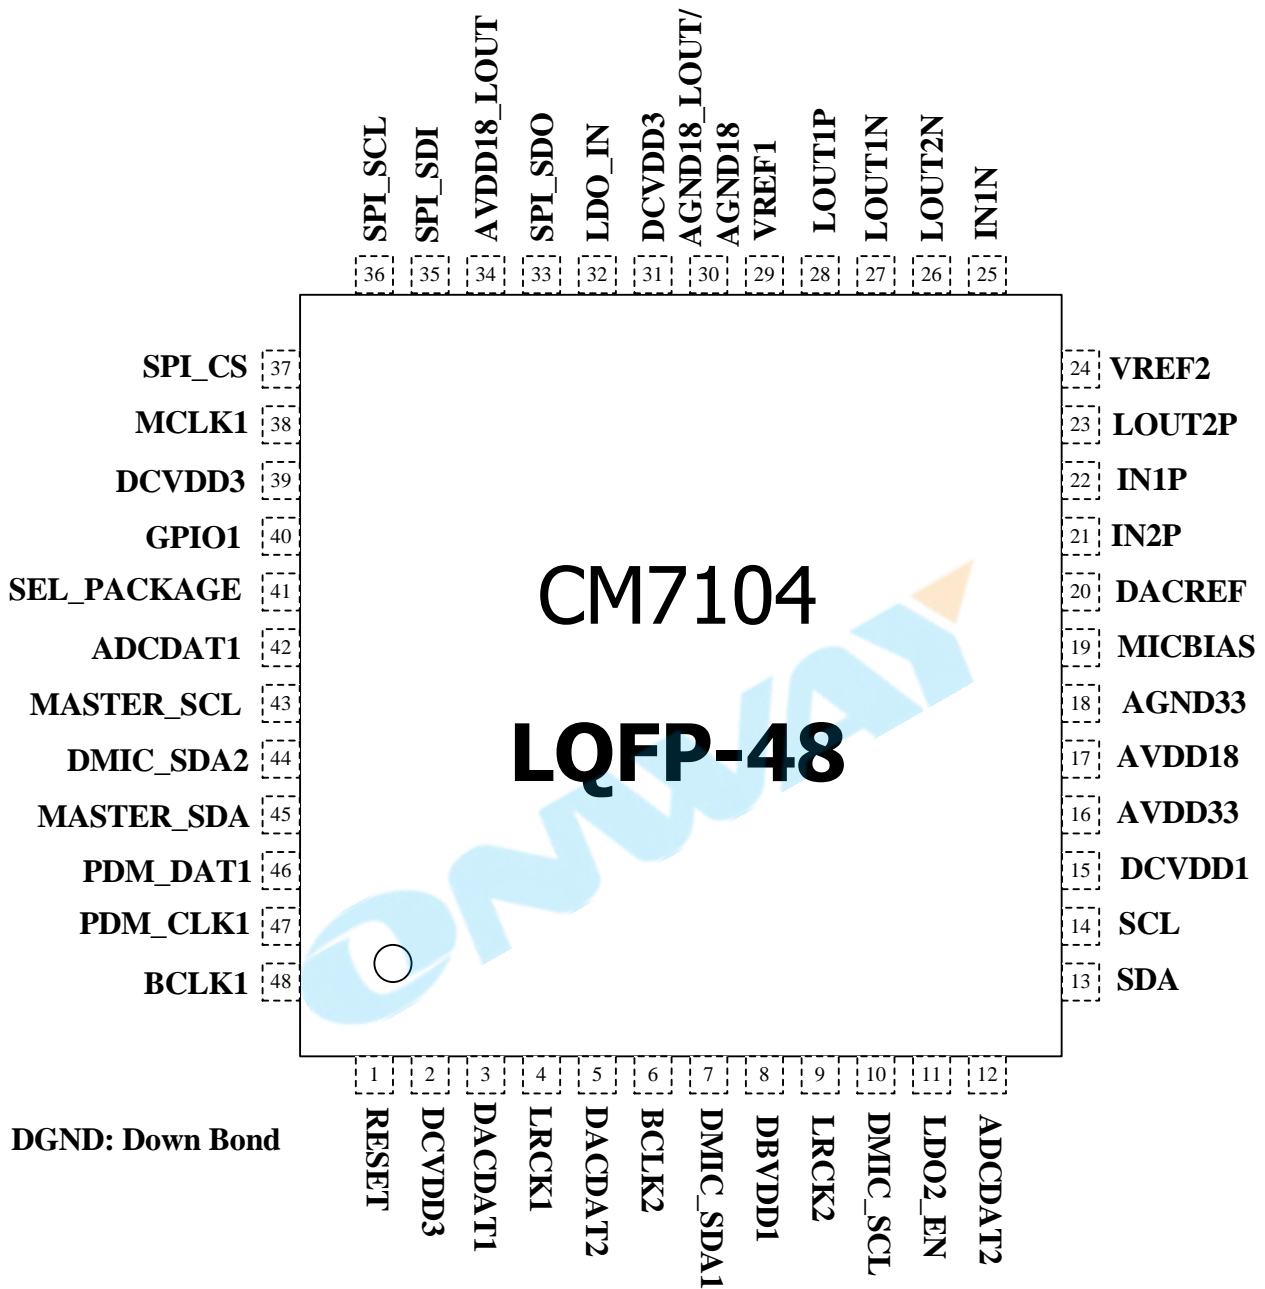 SPI_SCL
SPI_SDI
AVDD18_LOUT
SPI_SDO
LDO_IN
DCVDD3
AGND18_LOUT/
AGND18
VREF1
LOUT1P
LOUT1N
LOUT2N
IN1N
36 35 34 33 32 31 30 29 28 27 26 25
SPI_CS 37
MCLK1 38
DCVDD3 39
GPIO1 40
SEL_PACKAGE 41
ADCDAT1 42
MASTER_SCL 43
DMIC_SDA2 44
MASTER_SDA 45
PDM_DAT1 46
PDM_CLK1 47
BCLK1 48
CM7104
LQFP-48
ONWAY
24 VREF2
23 LOUT2P
22 IN1P
21 IN2P
20 DACREF
19 MICBIAS
18 AGND33
17 AVDD18
16 AVDD33
15 DCVDD1
14 SCL
13 SDA
1 2 3 4 5 6 7 8 9 10 11 12
RESET
DCVDD3
DACDAT1
LRCK1
DACDAT2
BCLK2
DMIC_SDA1
DBVDD1
LRCK2
DMIC_SCL
LDO2_EN
ADCDAT2
DGND: Down Bond